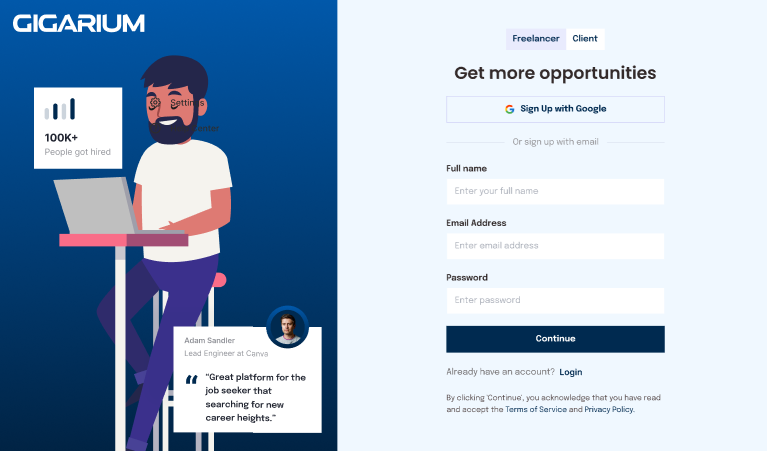 GIGARIUM
Settings
100K+
People got hired
Adam Sandler
Lead Engineer at Canva
“Great platform for the
job seeker that
searching for new
career heights.”
Freelancer Client
Get more opportunities
Sign Up with Google
Or sign up with email
Full name
Enter your full name
Email Address
Enter email address
Password
Enter password
Continue
Already have an account? Login
By clicking 'Continue', you acknowledge that you have read
and accept the Terms of Service and Privacy Policy.